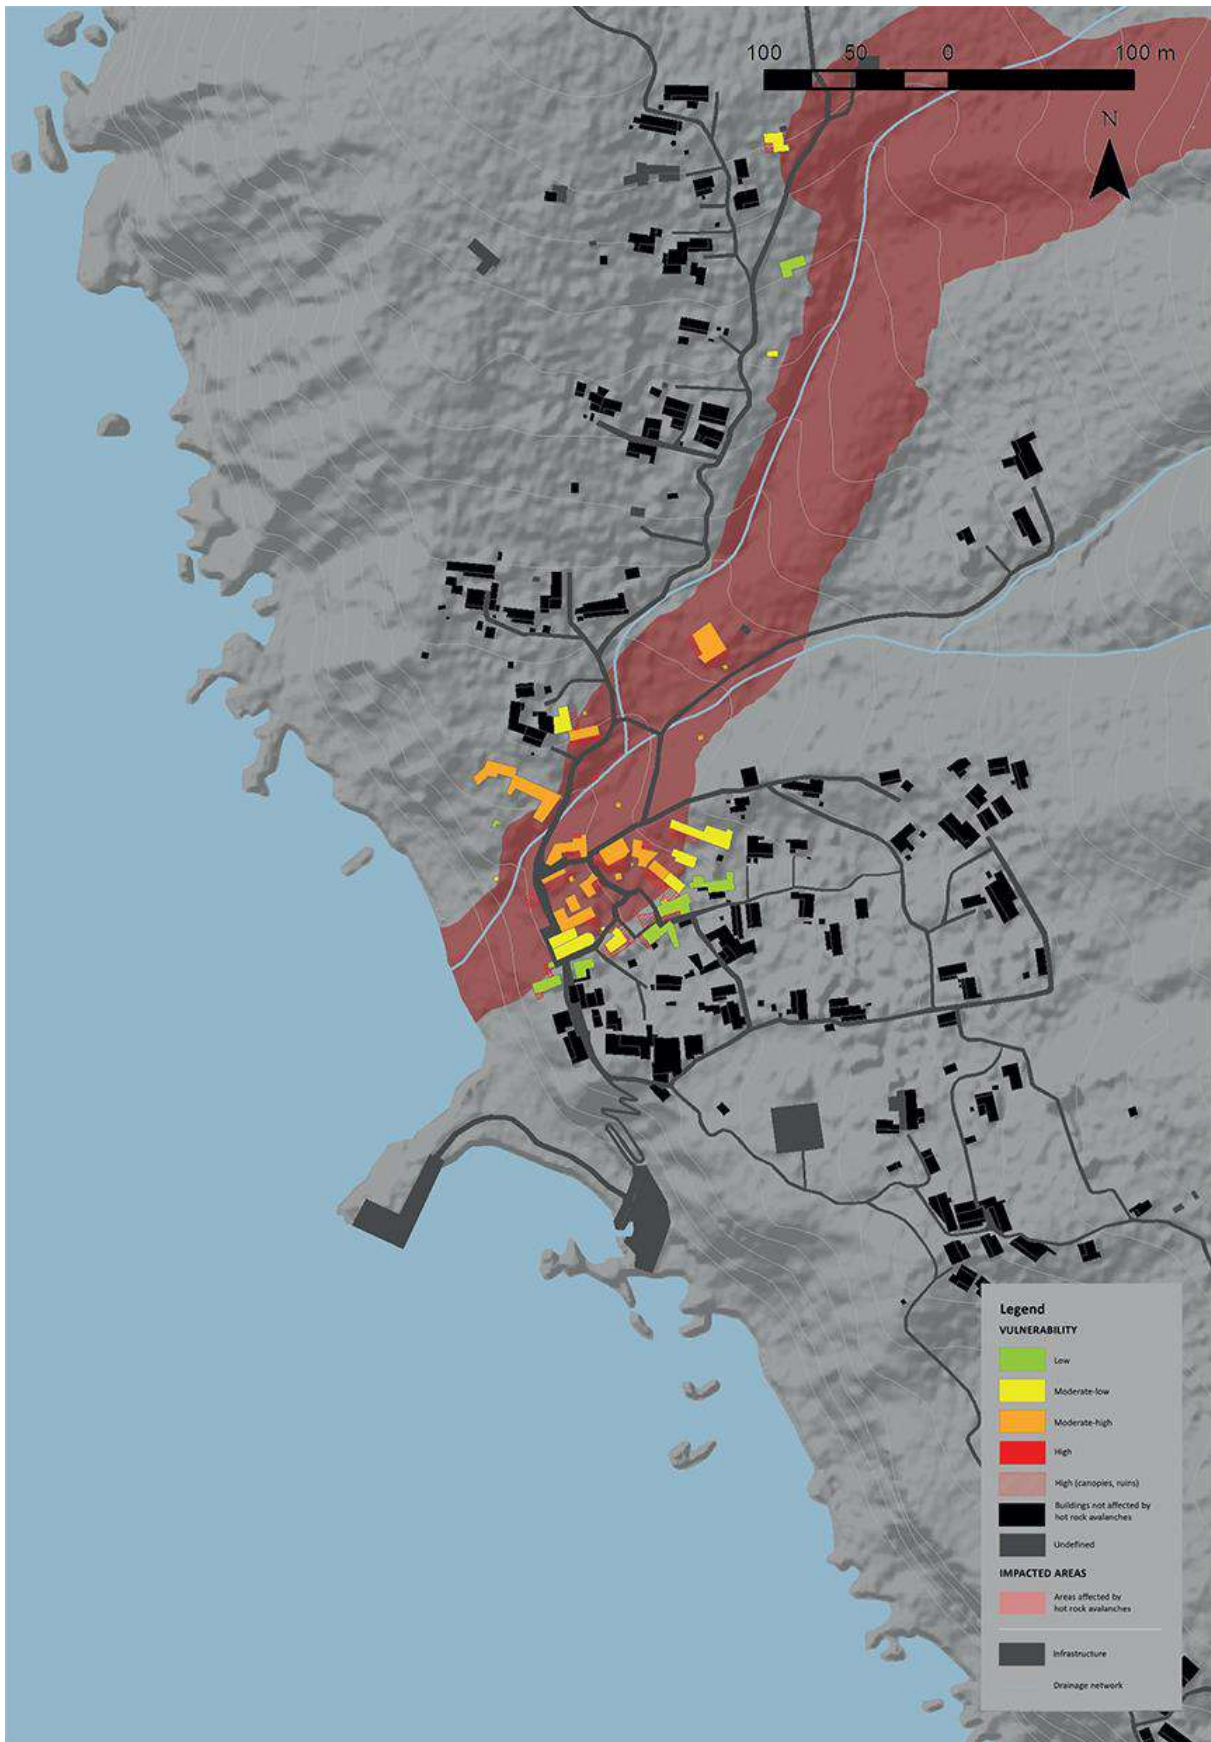 100 50 0 100 m
N
Legend
VULNERABILITY
Low
Moderate-low
Moderate-high
High
High (canopies, ruins)
Buildings not affected by
hot rock avalanches
Undefined
IMPACTED AREAS
Areas affected by
hot rock avalanches
Infrastructure
Drainage network